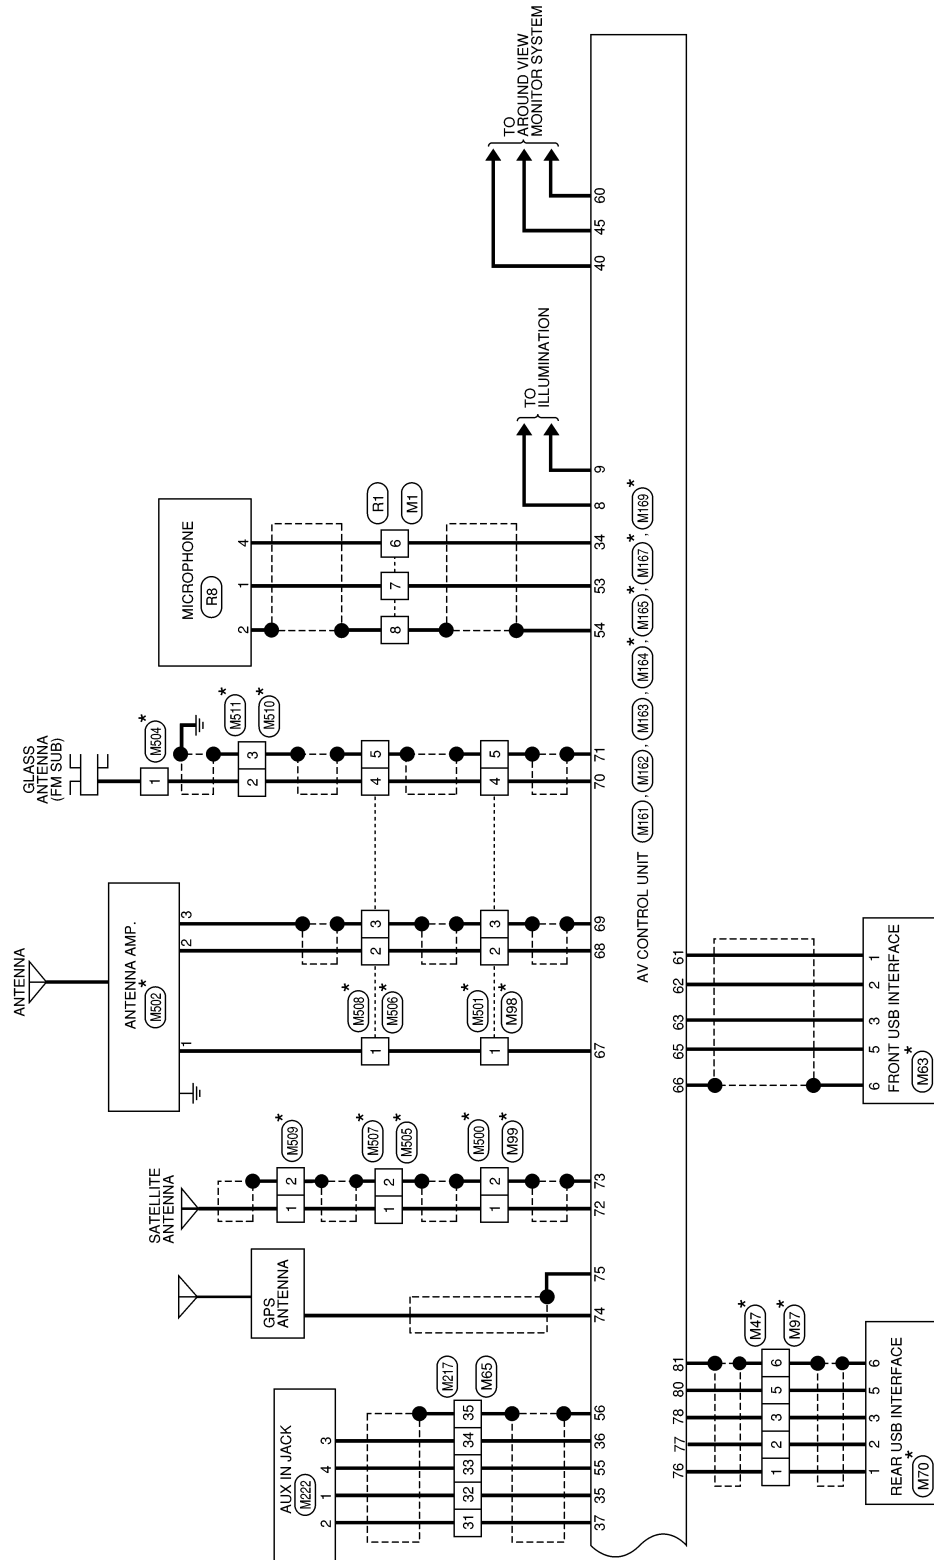 AUX IN JACK
M222
2
1
4
3
31
32
33
34
35
M217
M65
37
35
55
36
56
GPS
ANTENNA
74
75
SATELLITE
ANTENNA
1
2
M509
*
1
2
M507
*
M505
*
1
2
M500
*
M99
*
72
73
ANTENNA
ANTENNA AMP.
M502
*
1
2
3
M508
*
M506
*
1
2
3
4
5
M501
*
M98
*
1
2
3
4
5
67
68
69
70
71
GLASS
ANTENNA
(FM SUB)
1
M504
*
2
3
M511
*
M510
*
MICROPHONE
R8
2
1
4
8
7
6
R1
M1
54
53
34
TO
ILLUMINATION
8
9
TO
AROUND VIEW
MONITOR SYSTEM
40
45
60
AV CONTROL UNIT M161 , M162 , M163 , M164 * , M165 * , M167 * , M169 *
76
77
78
80
81
1
2
3
5
6
M47
*
M97
*
1
2
3
5
6
REAR USB INTERFACE
M70
*
66
65
63
62
61
6
5
3
2
1
FRONT USB INTERFACE
M63
*